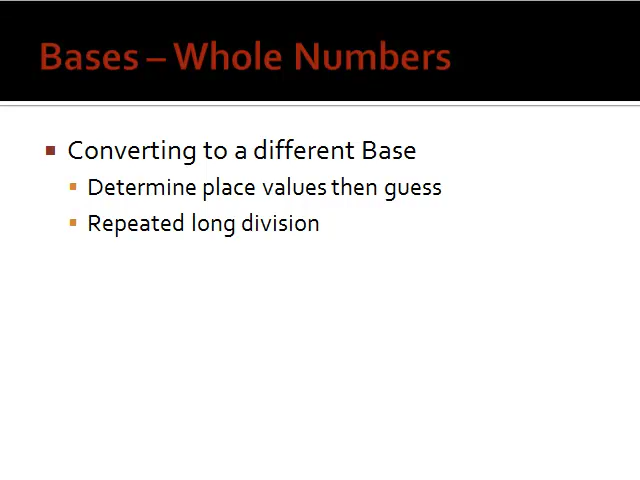 Bases – Whole Numbers
Converting to a different Base
Determine place values then guess
Repeated long division